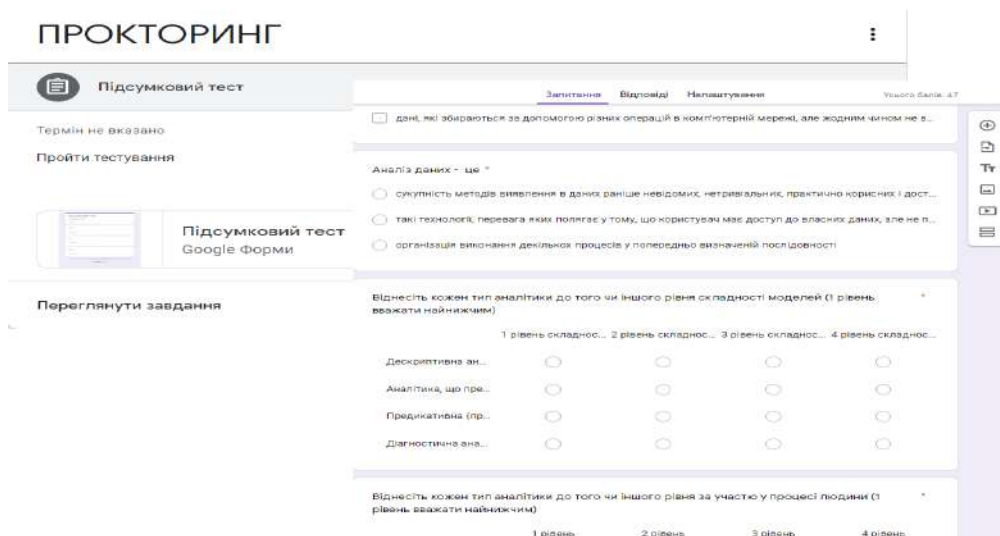 ПРОКТОРИНГ
Підсумковий тест
Термін не вказано
Пройти тестування
Підсумковий тест
Google Форми
Переглянути завдання
Запитання Відповіді Налаштування Усього балів: 47
дані, які збираються за допомогою різних операцій в комп'ютерній мережі, але жодним чином не в...
Аналіз даних - це *
сукупність методів виявлення в даних раніше невідомих, нетривіальних, практично корисних і дост...
такі технології, перевага яких полягає у тому, що користувач має доступ до власних даних, але не п...
організація виконання декількох процесів у попередньо визначеній послідовності
Віднесіть кожен тип аналітики до того чи іншого рівня складності моделей (1 рівень *
вважати найнижчим)
1 рівень складнос... 2 рівень складнос... 3 рівень складнос... 4 рівень складнос...
Дескриптивна ан...
Аналітика, що пре...
Предикативна (пр...
Діагностична ана...
Віднесіть кожен тип аналітики до того чи іншого рівня за участю у процесі людини (1 *
рівень вважати найнижчим)
1 рівень 2 рівень 3 рівень 4 рівень